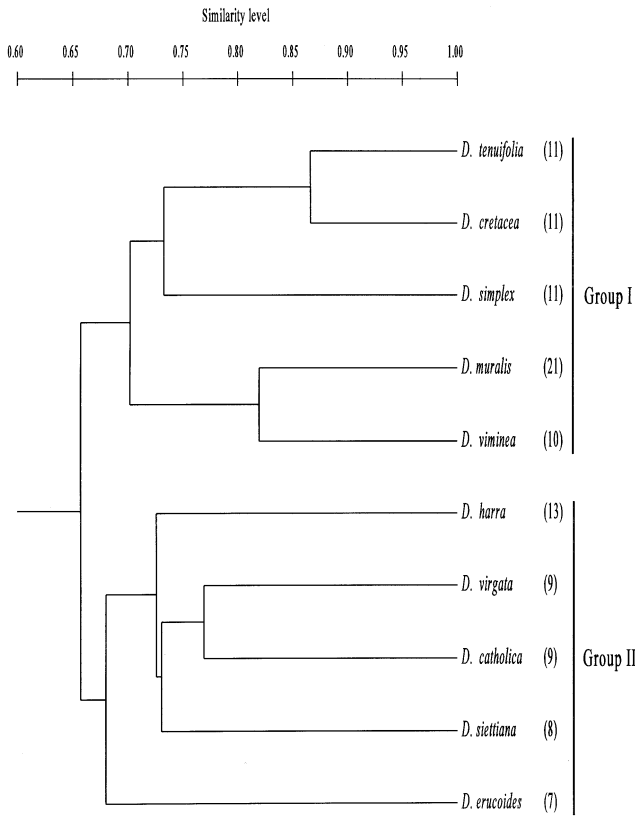 Similarity level
0.60 0.65 0.70 0.75 0.80 0.85 0.90 0.95 1.00
D. tenuifolia (11)
D. cretacea (11)
D. simplex (11)
Group I
D. muralis (21)
D. viminea (10)
D. harra (13)
D. virgata (9)
D. catholica (9)
Group II
D. siettiana (8)
D. erucoides (7)